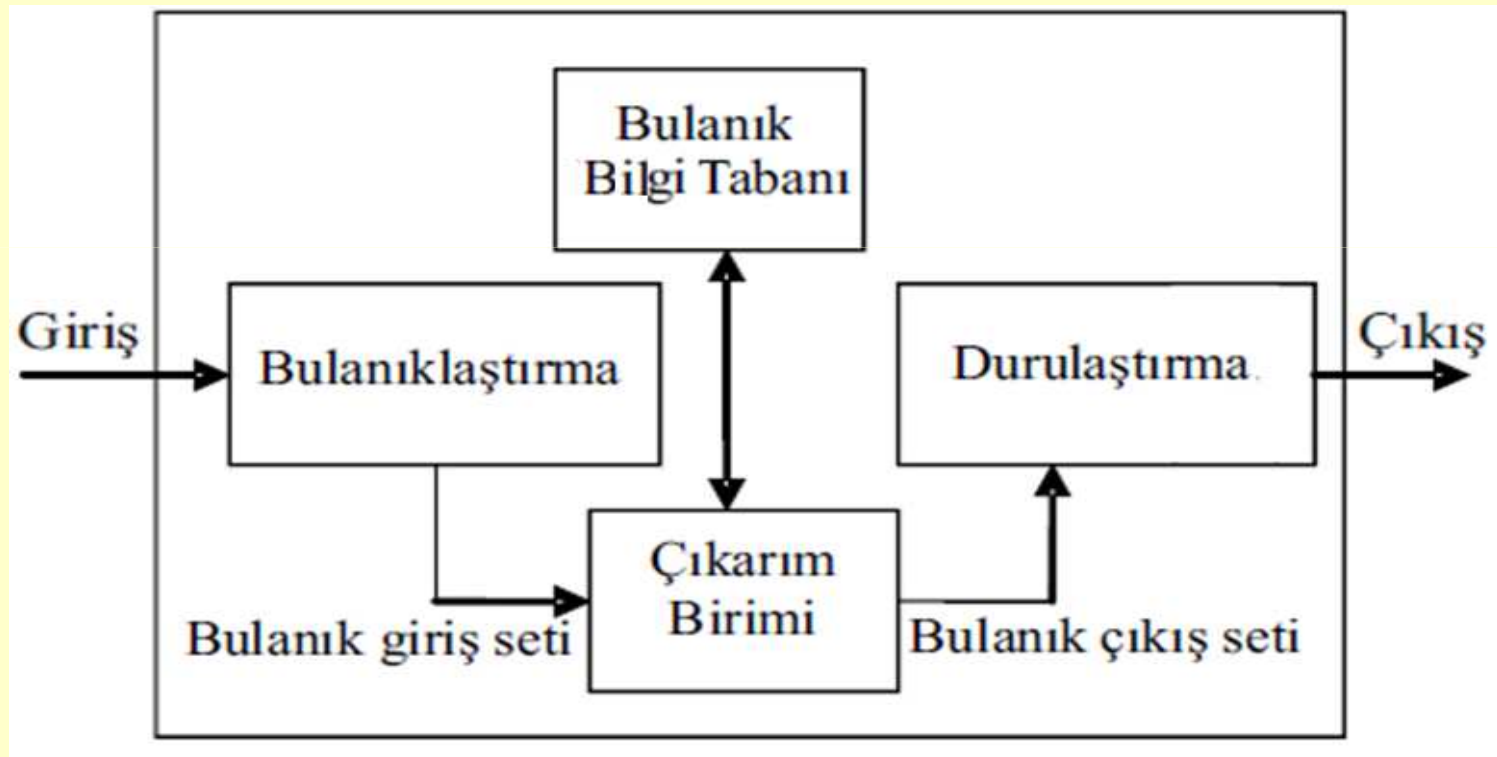 Bulanık
Bilgi Tabanı
Giriş
Bulanıklaştırma
Durulaştırma
Çıkış
Çıkarım
Birimi
Bulanık giriş seti
Bulanık çıkış seti